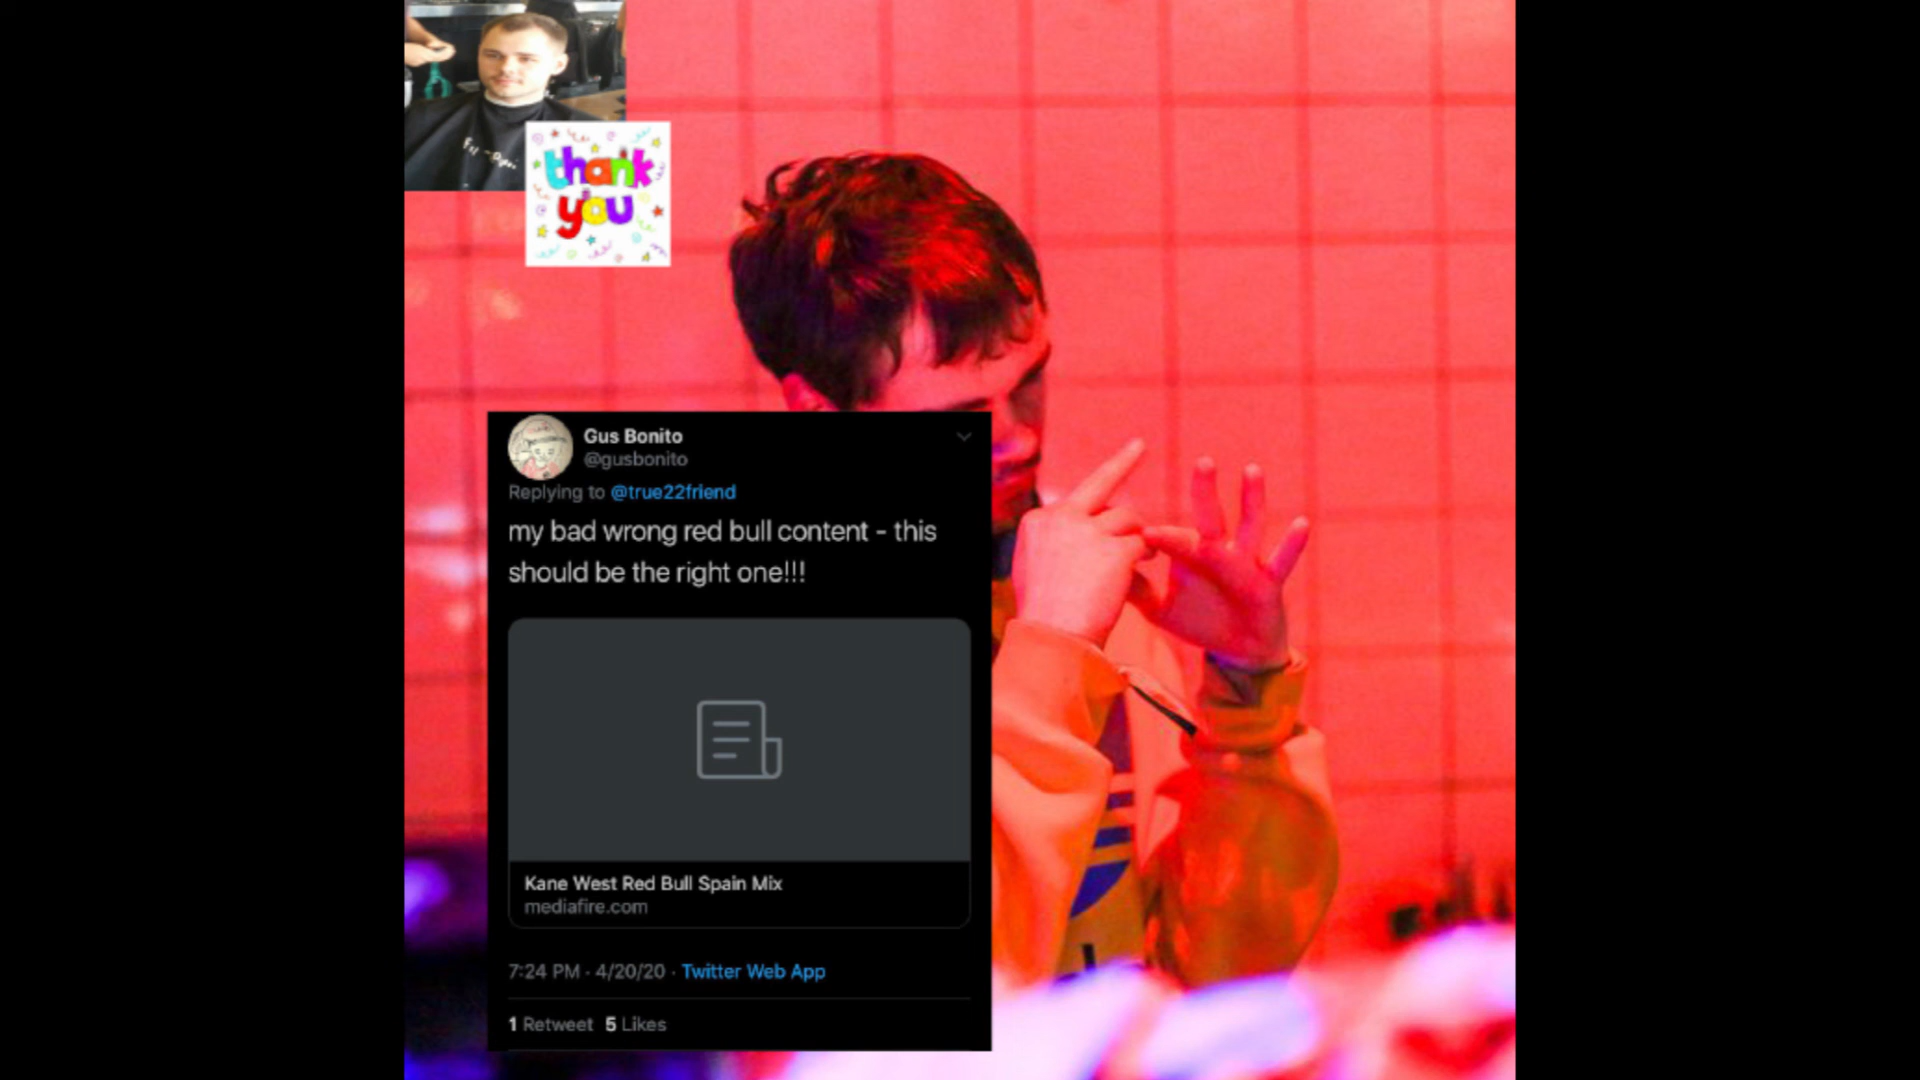 thank
you
Gus Bonito
@gusbonito
Replying to @true22friend
my bad wrong red bull content - this
should be the right one!!!
Kane West Red Bull Spain Mix
mediafire.com
7:24 PM · 4/20/20 · Twitter Web App
1 Retweet 5 Likes